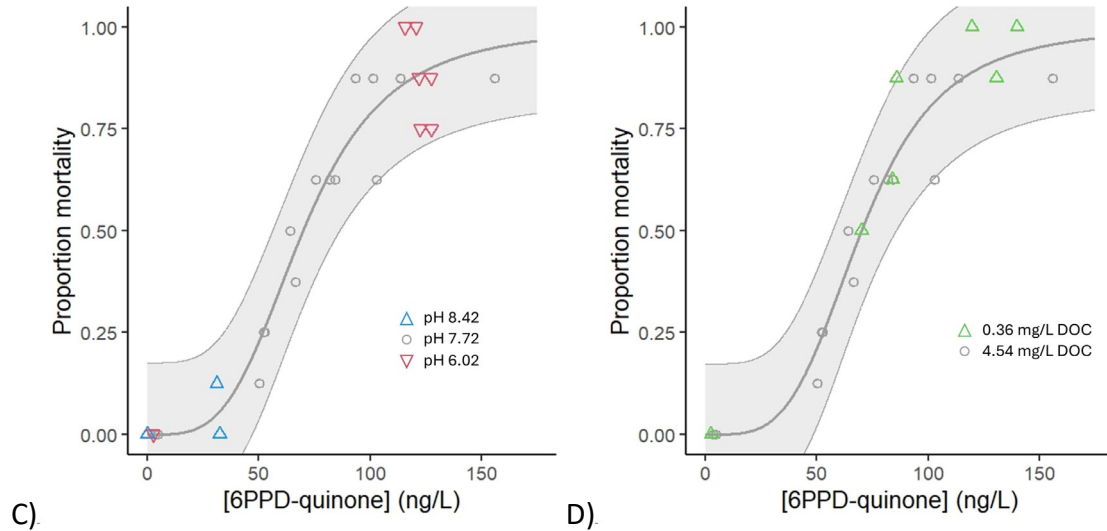 1.00
0.75
0.50
0.25
0.00
Proportion mortality
pH 8.42
pH 7.72
pH 6.02
0 50 100 150
[6PPD-quinone] (ng/L)
C)
1.00
0.75
0.50
0.25
0.00
Proportion mortality
0.36 mg/L DOC
4.54 mg/L DOC
0 50 100 150
[6PPD-quinone] (ng/L)
D)